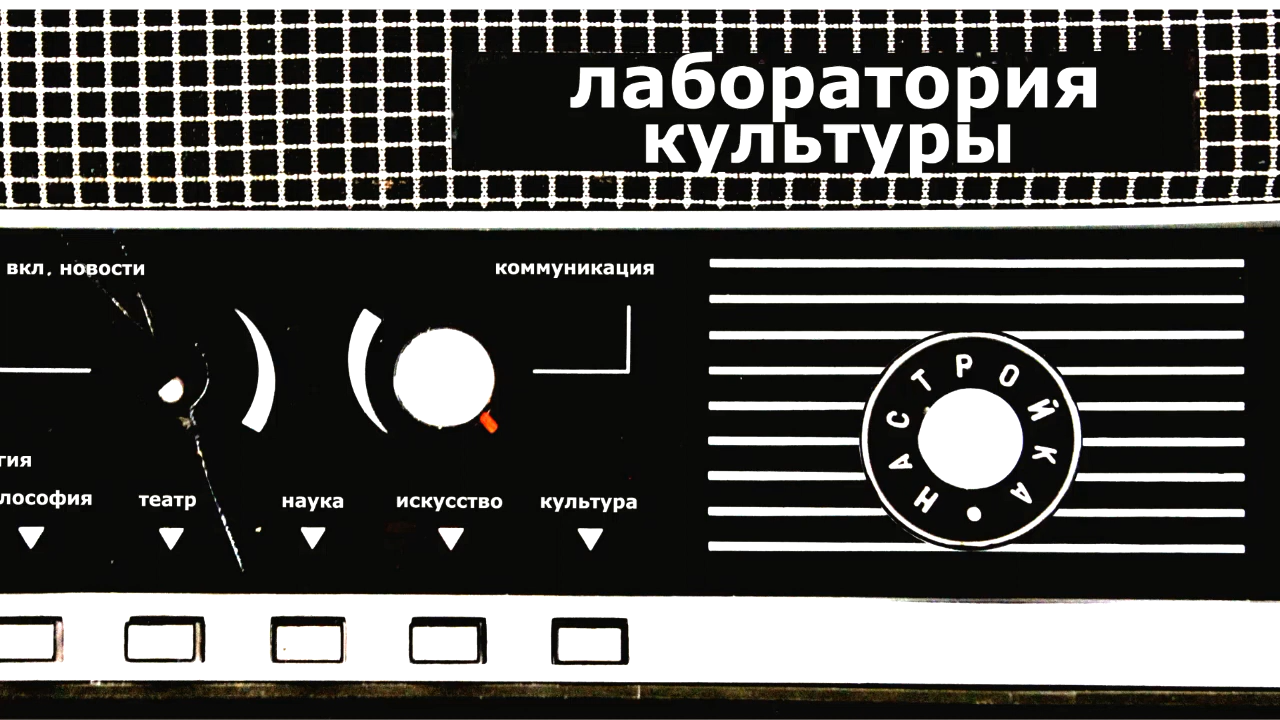 лаборатория
культуры
вкл. новости
коммуникация
гия
лософия
театр
наука
искусство
культура
НАСТРОЙКА